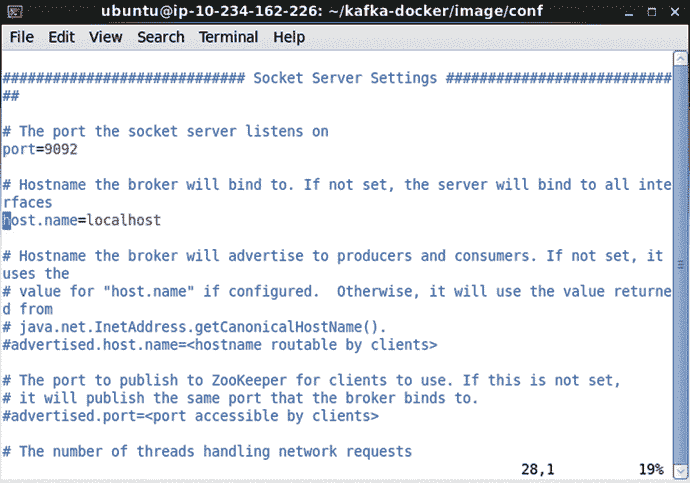 ubuntu@ip-10-234-162-226: ~/kafka-docker/image/conf
File Edit View Search Terminal Help
############################# Socket Server Settings ###########################
##
# The port the socket server listens on
port=9092
# Hostname the broker will bind to. If not set, the server will bind to all inte
rfaces
host.name=localhost
# Hostname the broker will advertise to producers and consumers. If not set, it
uses the
# value for "host.name" if configured.  Otherwise, it will use the value returne
d from
# java.net.InetAddress.getCanonicalHostName().
#advertised.host.name=<hostname routable by clients>
# The port to publish to ZooKeeper for clients to use. If this is not set,
# it will publish the same port that the broker binds to.
#advertised.port=<port accessible by clients>
# The number of threads handling network requests
28,1 19%